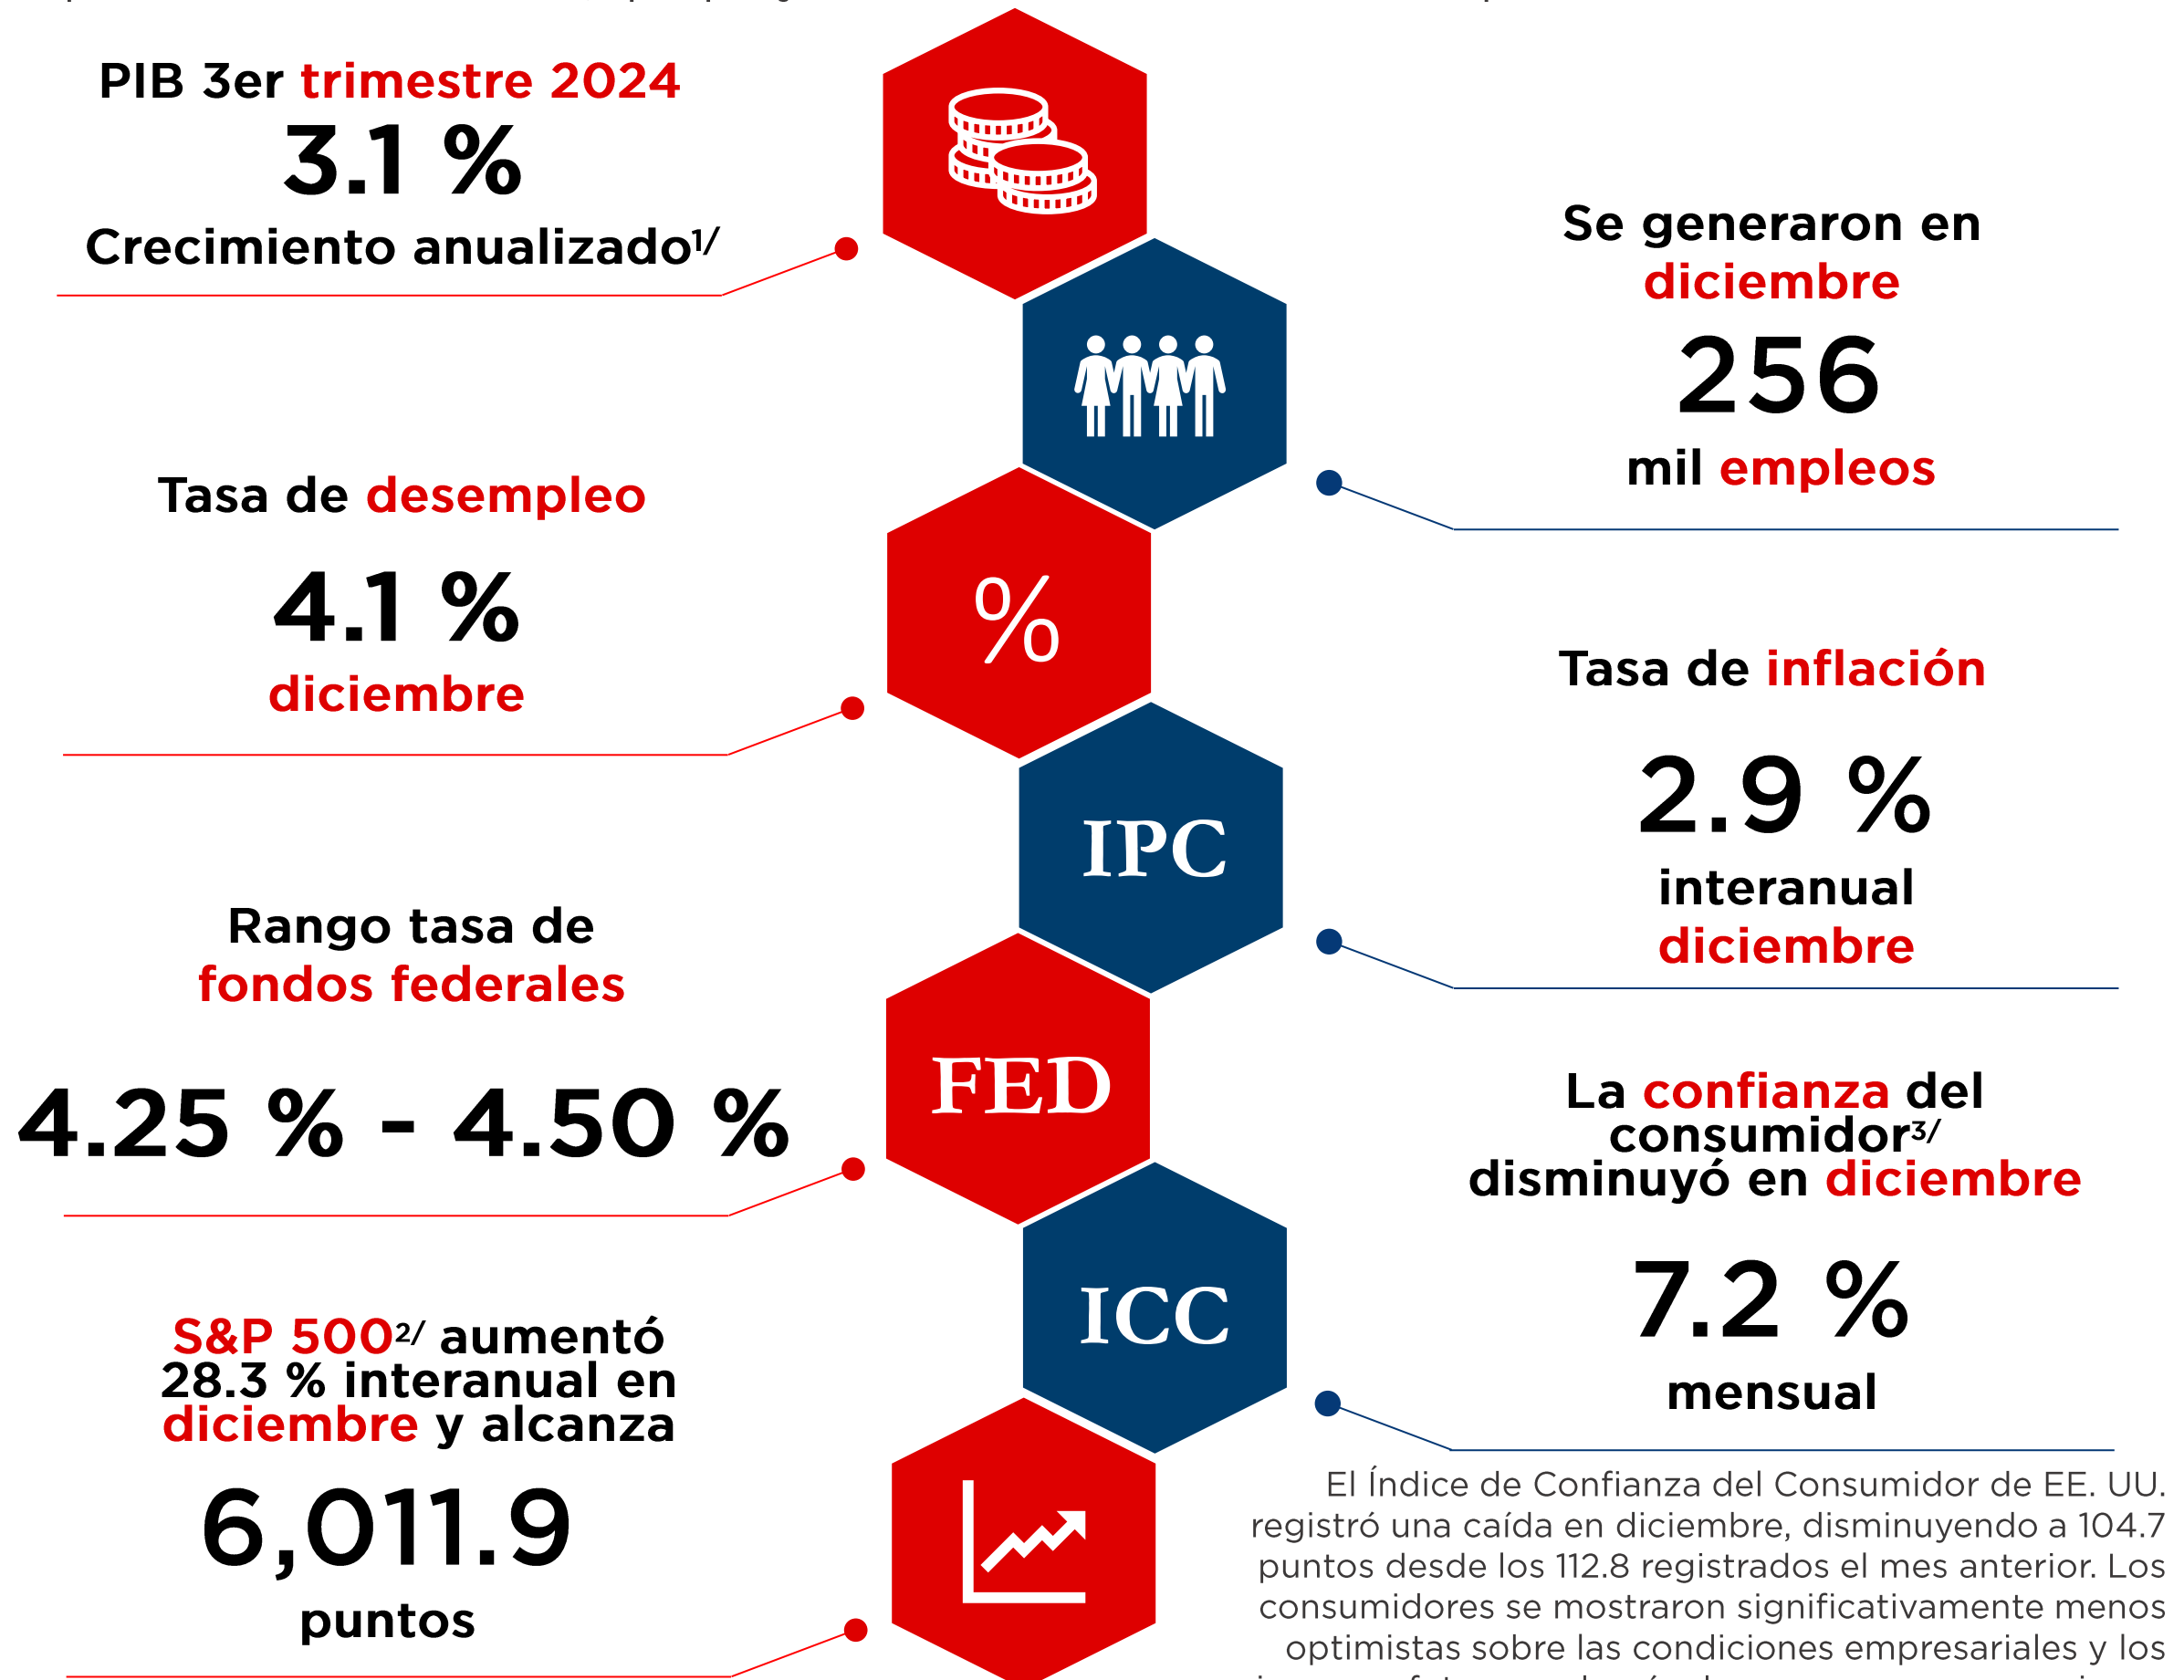 PIB 3er trimestre 2024
3.1 %
Crecimiento anualizado1/
Se generaron en
diciembre
256
mil empleos
Tasa de desempleo
4.1 %
diciembre
%
Tasa de inflación
2.9 %
interanual
diciembre
IPC
Rango tasa de
fondos federales
4.25 % - 4.50 %
FED
La confianza del
consumidor3/
disminuyó en diciembre
7.2 %
mensual
ICC
S&P 5002/ aumentó
28.3 % interanual en
diciembre y alcanza
6,011.9
puntos
El Índice de Confianza del Consumidor de EE. UU.
registró una caída en diciembre, disminuyendo a 104.7
puntos desde los 112.8 registrados el mes anterior. Los
consumidores se mostraron significativamente menos
optimistas sobre las condiciones empresariales y los